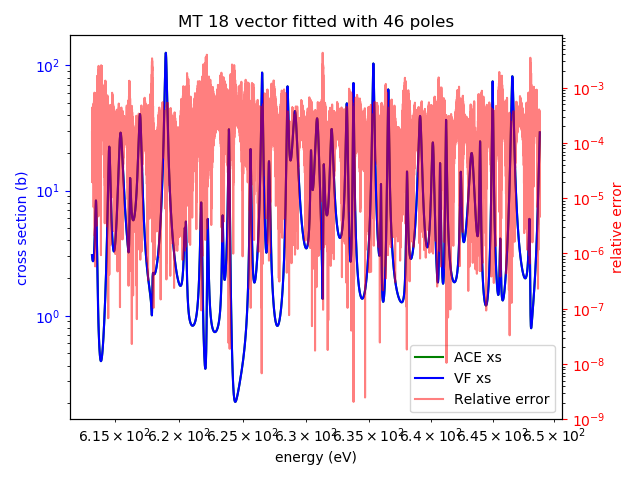 MT 18 vector fitted with 46 poles
10²
10¹
10⁰
cross section (b)
10⁻³
10⁻⁴
10⁻⁵
10⁻⁶
10⁻⁷
10⁻⁸
10⁻⁹
relative error
ACE xs
VF xs
Relative error
6.15 × 10² 6.2 × 10² 6.25 × 10² 6.3 × 10² 6.35 × 10² 6.4 × 10² 6.45 × 10² 6.5 × 10²
energy (eV)